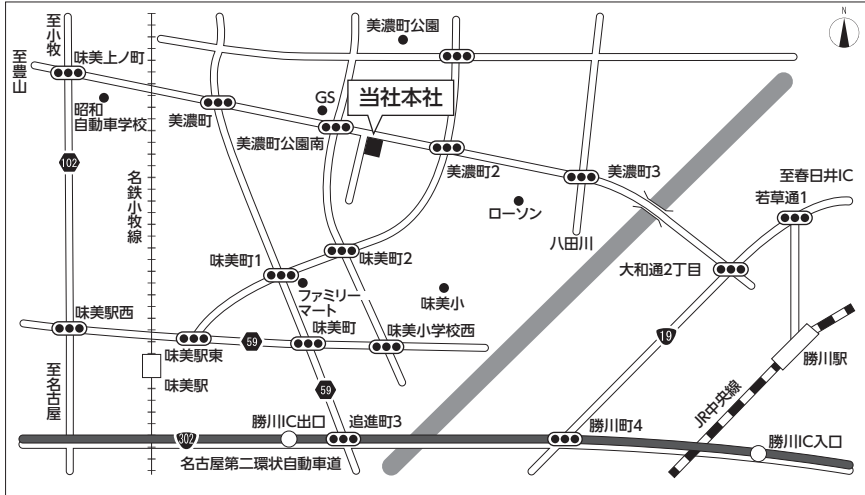 N
至小牧
至豊山
味美上ノ町
美濃町公園
昭和
自動車学校
美濃町
GS
当社本社
美濃町公園南
美濃町2
美濃町3
至春日井IC
若草通1
102
名鉄小牧線
ローソン
八田川
大和通2丁目
味美町1
味美町2
ファミリー
マート
味美小
味美駅西
味美駅東
59
味美町
味美小学校西
19
勝川駅
至名古屋
味美駅
59
JR中央線
302
勝川IC出口
追進町3
勝川町4
勝川IC入口
名古屋第二環状自動車道